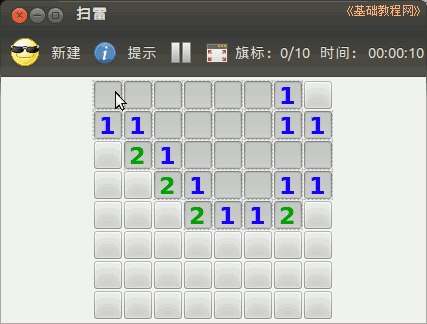 扫雷
《基础教程网》
新建 提示 旗标：0/10 时间： 00:00:10
1
1 1 1 1
2 1
2 1 1 1
2 1 1 2